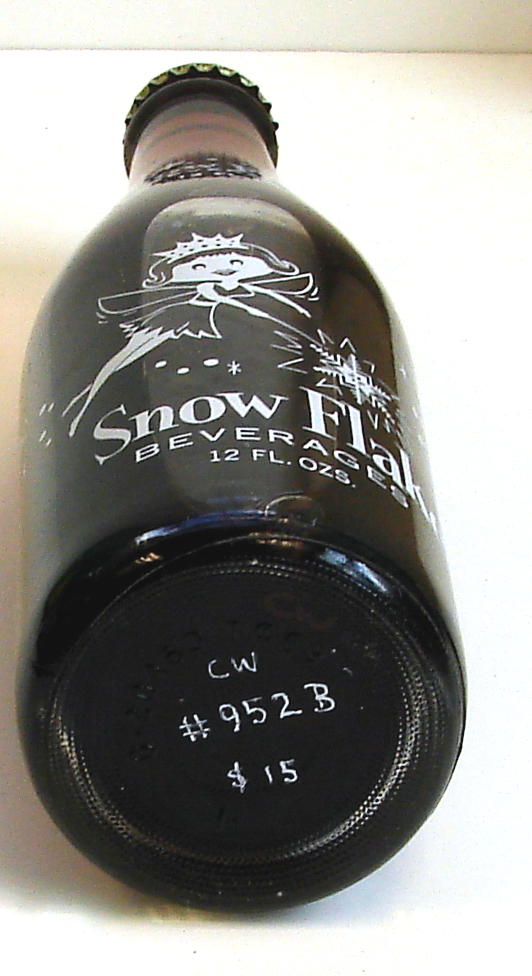 Snow Flak
BEVERAGES
12 FL. OZS.
CW
#952B
$15